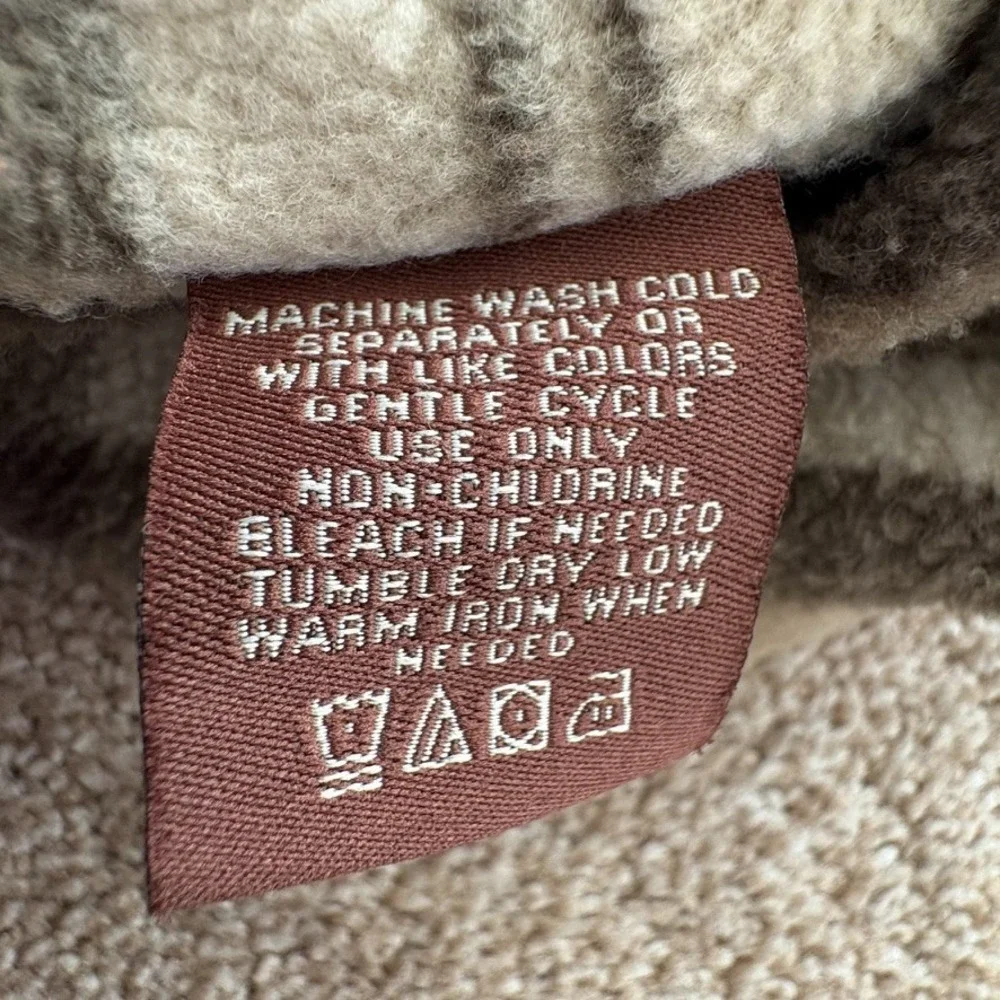 MACHINE WASH COLD
SEPARATELY OR
WITH LIKE COLORS
GENTLE CYCLE
USE ONLY
NON-CHLORINE
BLEACH IF NEEDED
TUMBLE DRY LOW
WARM IRON WHEN
NEEDED